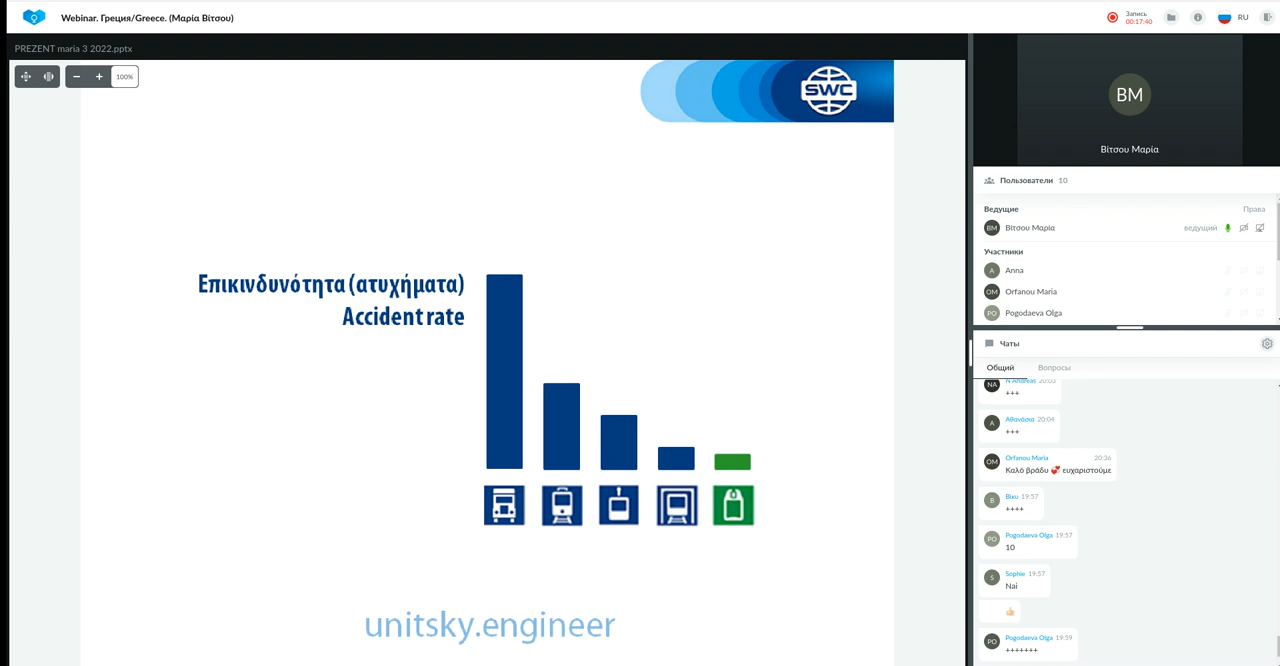 Webinar. Греция/Greece. (Μαρία Βίτσου)
Запись
00:17:40
RU
PREZENT maria 3 2022.pptx
100%
SWC
Επικινδυνότητα (ατυχήματα)
Accident rate
unitsky.engineer
BM
Βίτσου Μαρία
Пользователи 10
Ведущие Права
BM Βίτσου Μαρία ведущий
Участники
A Anna
OM Orfanou Maria
PO Pogodaeva Olga
Чаты
Общий Вопросы
NA N Andreas 20:03
+++
A Αθανάσια 20:04
+++
OM Orfanou Maria 20:36
Καλό βράδυ 💞 ευχαριστούμε
B Βίκυ 19:57
++++
PO Pogodaeva Olga 19:57
10
S Sophie 19:57
Nai
👍🏻
PO Pogodaeva Olga 19:59
+++++++